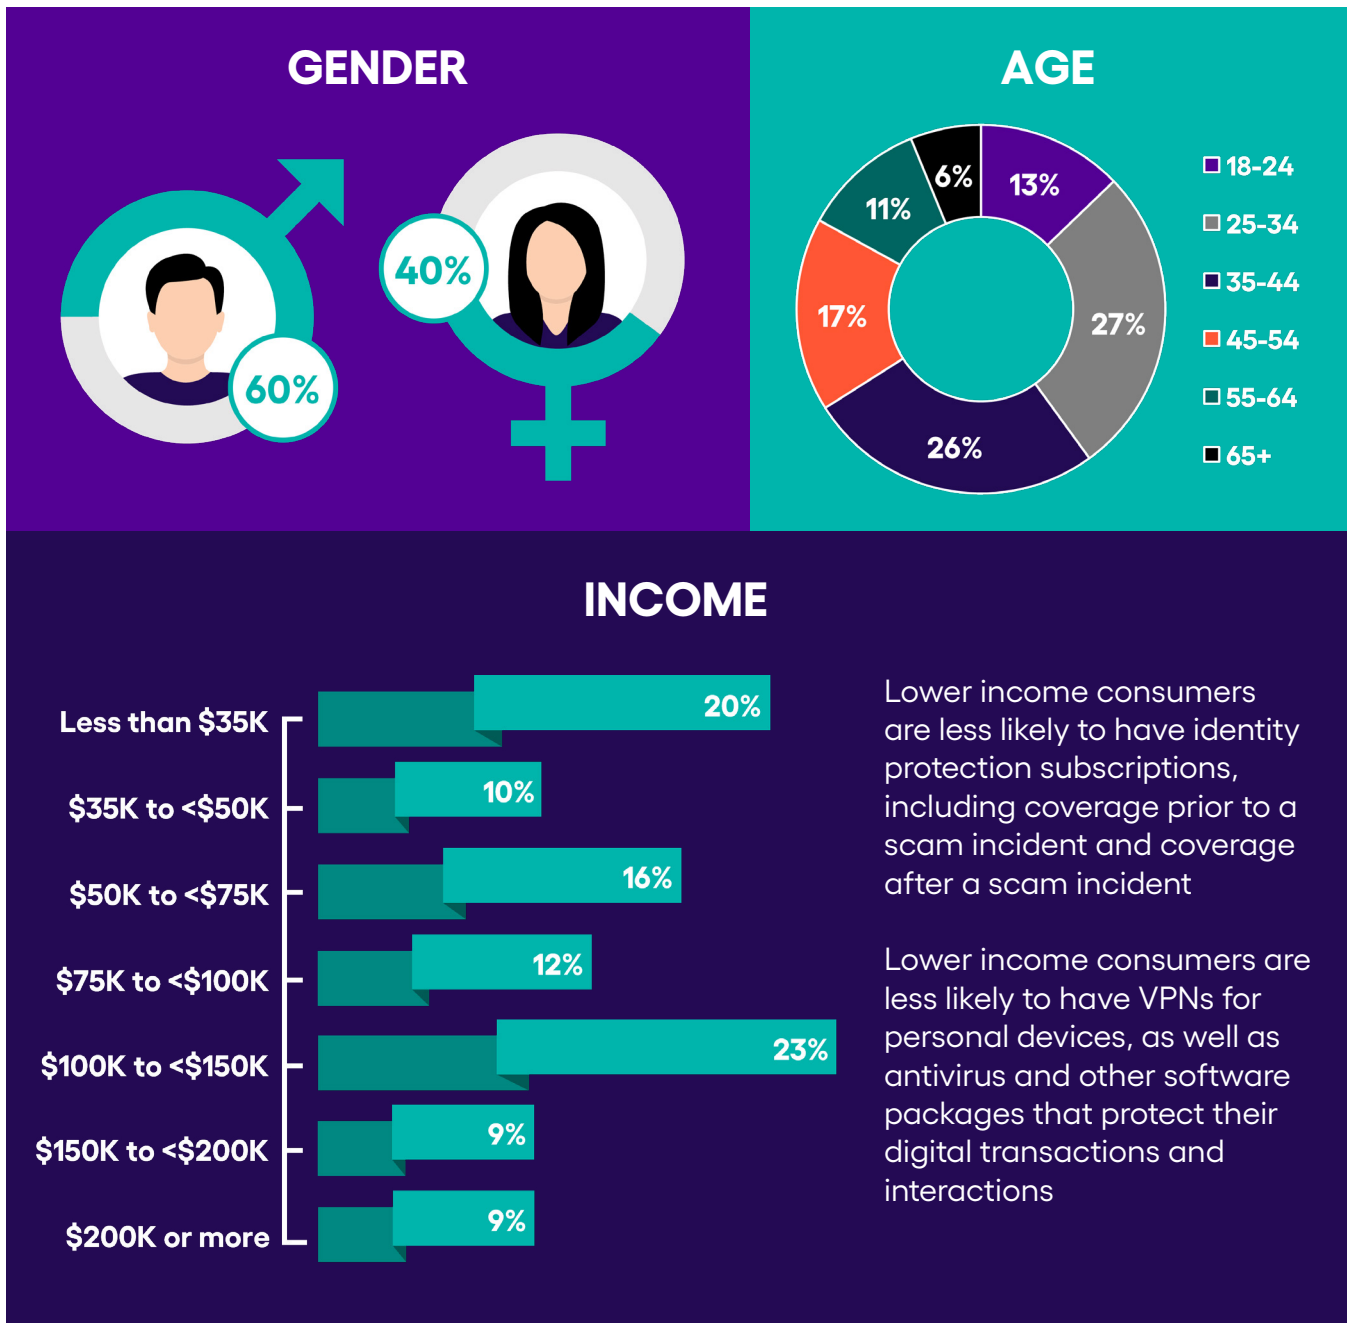 GENDER
60%
40%
AGE
6%
13%
11%
17%
27%
26%
18-24
25-34
35-44
45-54
55-64
65+
INCOME
Less than $35K
20%
$35K to <$50K
10%
$50K to <$75K
16%
$75K to <$100K
12%
$100K to <$150K
23%
$150K to <$200K
9%
$200K or more
9%
Lower income consumers
are less likely to have identity
protection subscriptions,
including coverage prior to a
scam incident and coverage
after a scam incident
Lower income consumers are
less likely to have VPNs for
personal devices, as well as
antivirus and other software
packages that protect their
digital transactions and
interactions